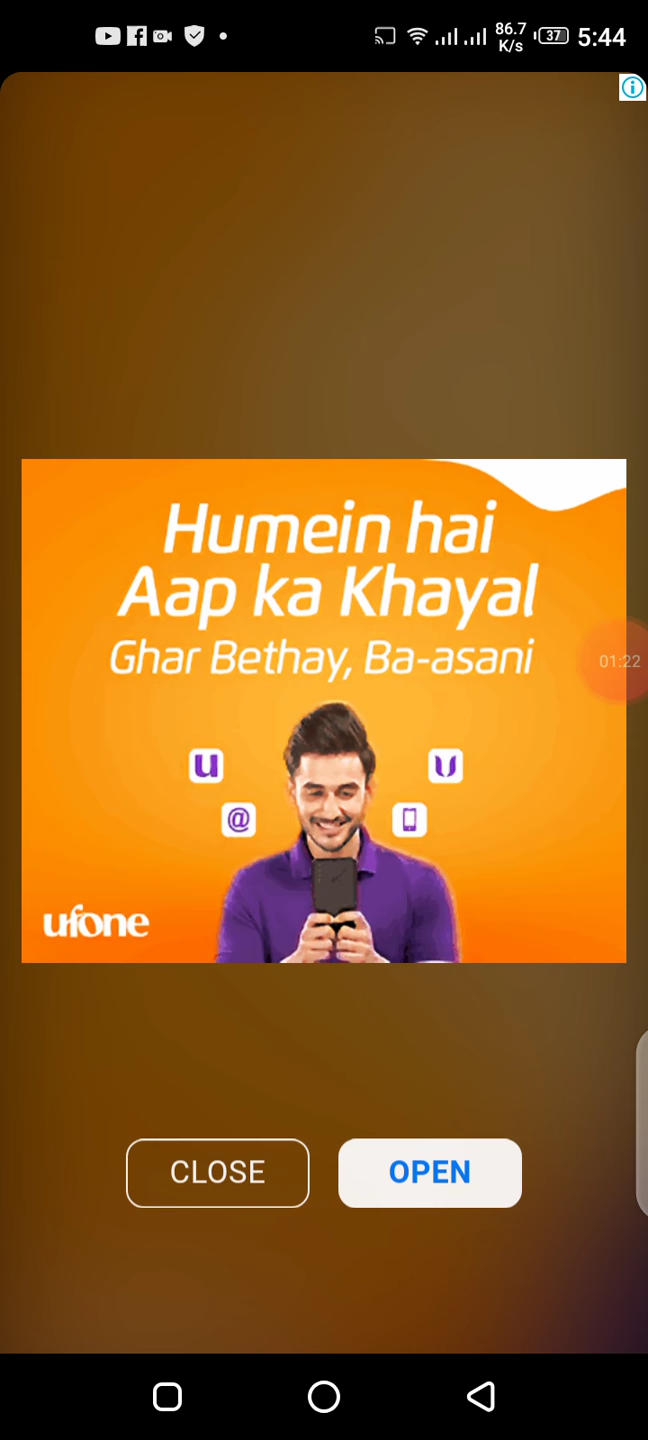 86.7
K/s
37
5:44
Humein hai
Aap ka Khayal
Ghar Bethay, Ba-asani
01:22
u
@
ufone
CLOSE
OPEN